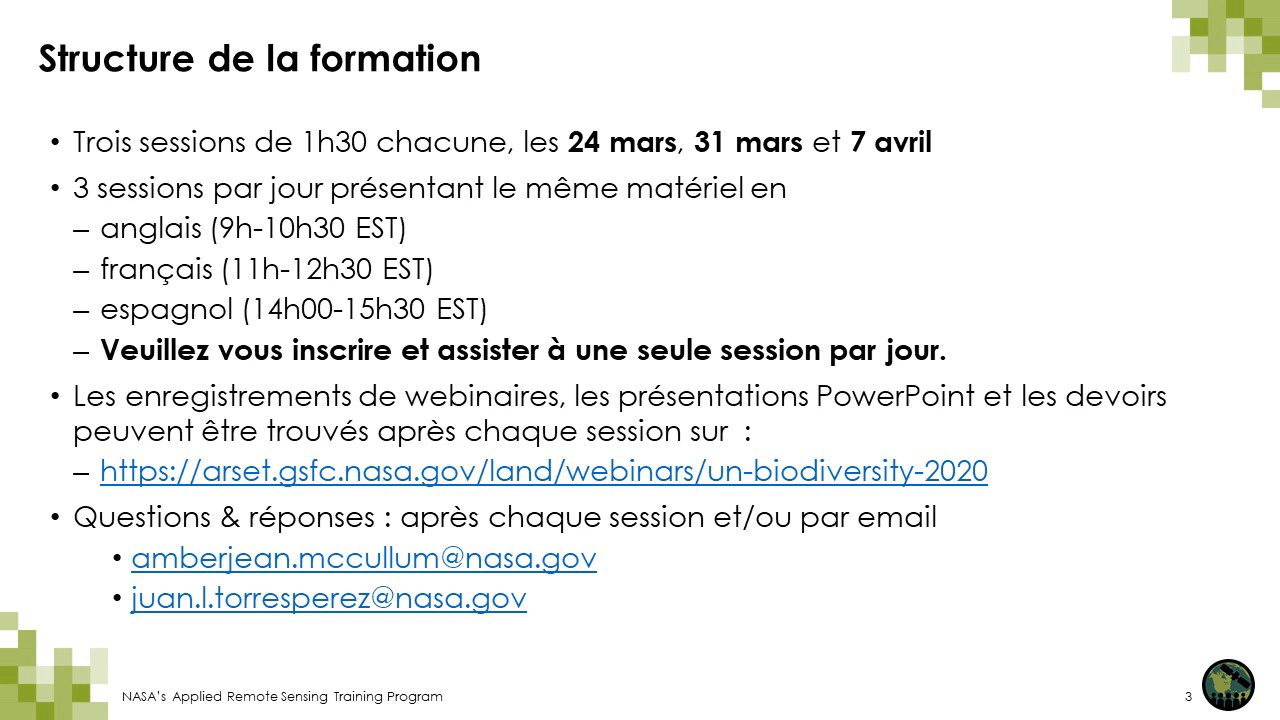 Structure de la formation
• Trois sessions de 1h30 chacune, les 24 mars, 31 mars et 7 avril
• 3 sessions par jour présentant le même matériel en
– anglais (9h-10h30 EST)
– français (11h-12h30 EST)
– espagnol (14h00-15h30 EST)
– Veuillez vous inscrire et assister à une seule session par jour.
• Les enregistrements de webinaires, les présentations PowerPoint et les devoirs
peuvent être trouvés après chaque session sur :
– https://arset.gsfc.nasa.gov/land/webinars/un-biodiversity-2020
• Questions & réponses : après chaque session et/ou par email
• amberjean.mccullum@nasa.gov
• juan.l.torresperez@nasa.gov
NASA's Applied Remote Sensing Training Program
3